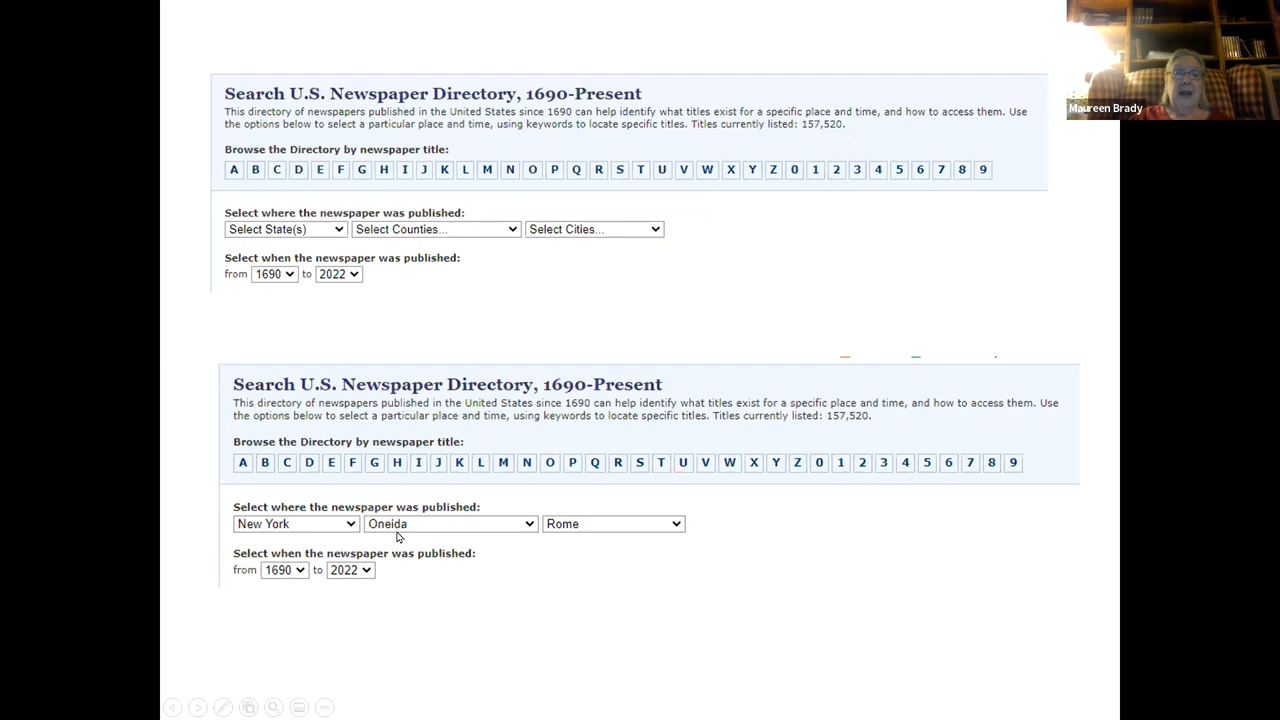 Maureen Brady
Search U.S. Newspaper Directory, 1690-Present
This directory of newspapers published in the United States since 1690 can help identify what titles exist for a specific place and time, and how to access them. Use
the options below to select a particular place and time, using keywords to locate specific titles. Titles currently listed: 157,520.
Browse the Directory by newspaper title:
A B C D E F G H I J K L M N O P Q R S T U V W X Y Z 0 1 2 3 4 5 6 7 8 9
Select where the newspaper was published:
Select State(s) Select Counties... Select Cities...
Select when the newspaper was published:
from 1690 to 2022
Search U.S. Newspaper Directory, 1690-Present
This directory of newspapers published in the United States since 1690 can help identify what titles exist for a specific place and time, and how to access them. Use
the options below to select a particular place and time, using keywords to locate specific titles. Titles currently listed: 157,520.
Browse the Directory by newspaper title:
A B C D E F G H I J K L M N O P Q R S T U V W X Y Z 0 1 2 3 4 5 6 7 8 9
Select where the newspaper was published:
New York Oneida Rome
Select when the newspaper was published:
from 1690 to 2022